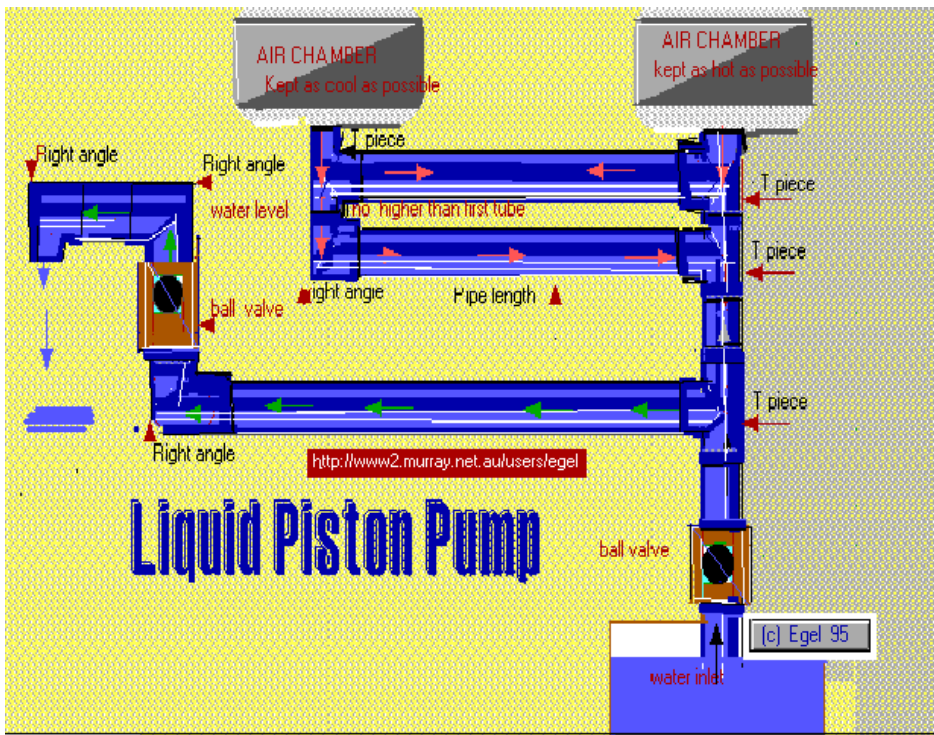 AIR CHAMBER
Kept as cool as possible
AIR CHAMBER
kept as hot as possible
T piece
Right angle
Right angle
T piece
water level
no higher than first tube
T piece
Right angle
Pipe length
ball valve
T piece
Right angle
http://www2.murray.net.au/users/egel
Liquid Piston Pump
ball valve
(c) Egel 95
water inlet